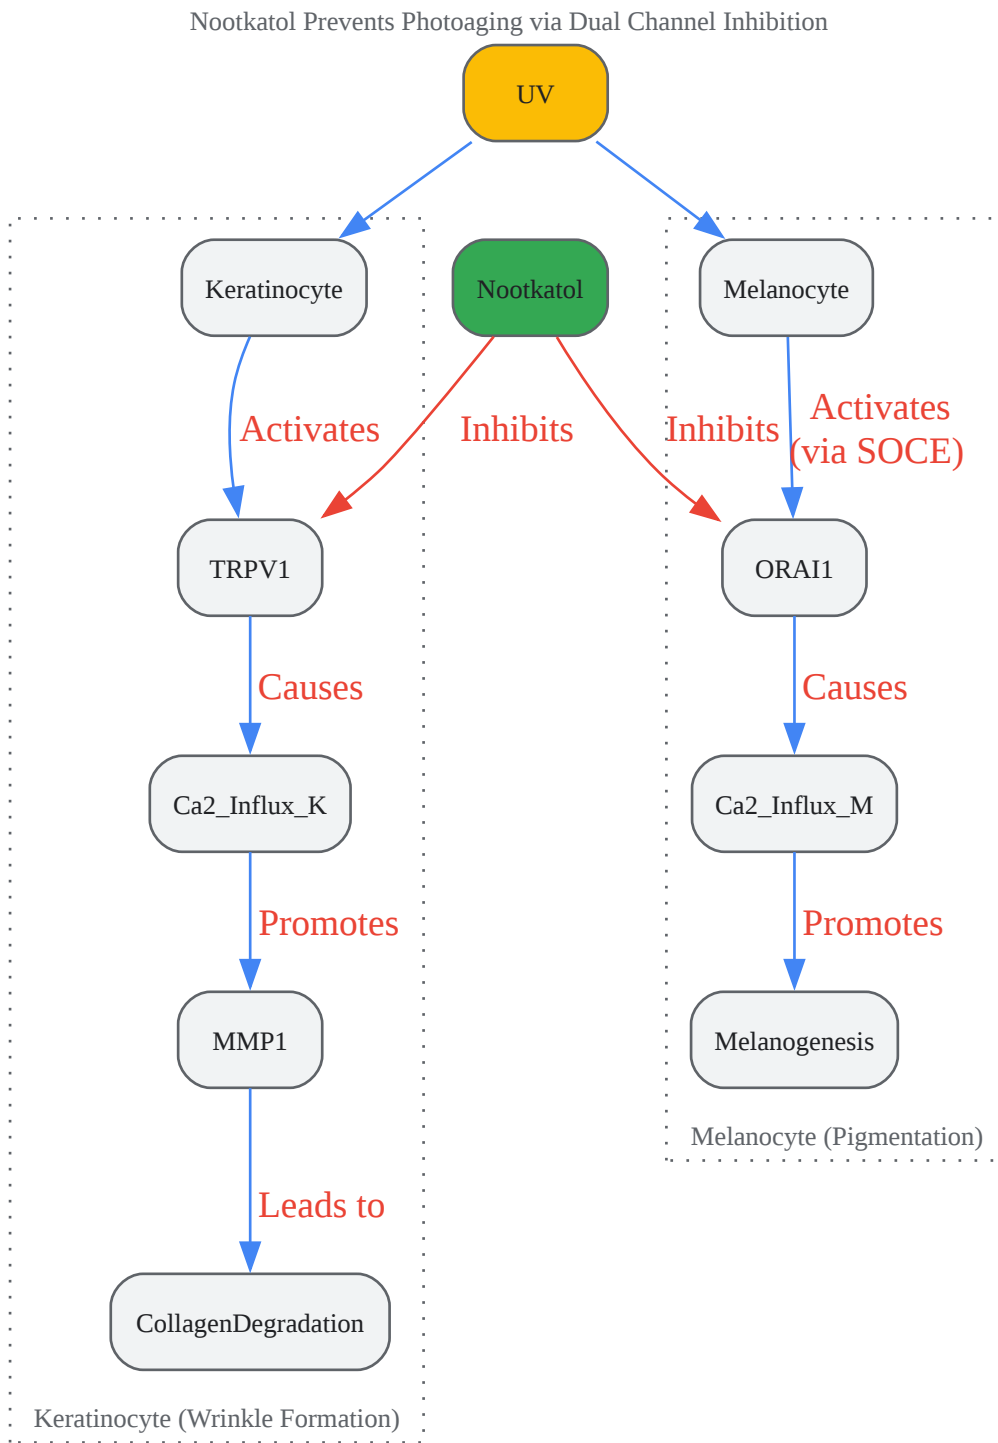 Nootkatol Prevents Photoaging via Dual Channel Inhibition
UV
Keratinocyte
Nootkatol
Melanocyte
Activates
Inhibits
Inhibits
Activates
(via SOCE)
TRPV1
ORAI1
Causes
Causes
Ca2_Influx_K
Ca2_Influx_M
Promotes
Promotes
MMP1
Melanogenesis
Melanocyte (Pigmentation)
Leads to
CollagenDegradation
Keratinocyte (Wrinkle Formation)